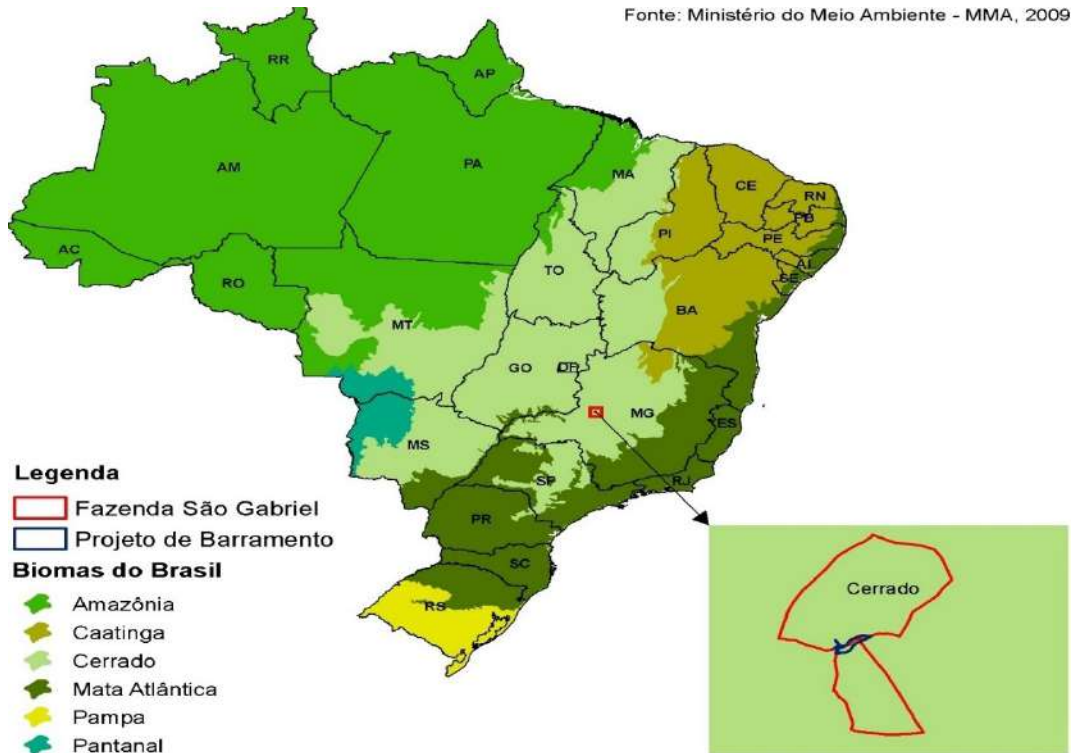 Fonte: Ministério do Meio Ambiente - MMA, 2009
RR
AP
AM
PA
MA
CE
RN
PB
PI
PE
AC
AL
SE
RO
TO
BA
MT
GO
DF
MG
ES
MS
SP
RJ
PR
SC
RS
Legenda
Fazenda São Gabriel
Projeto de Barramento
Biomas do Brasil
Amazônia
Caatinga
Cerrado
Mata Atlântica
Pampa
Pantanal
Cerrado